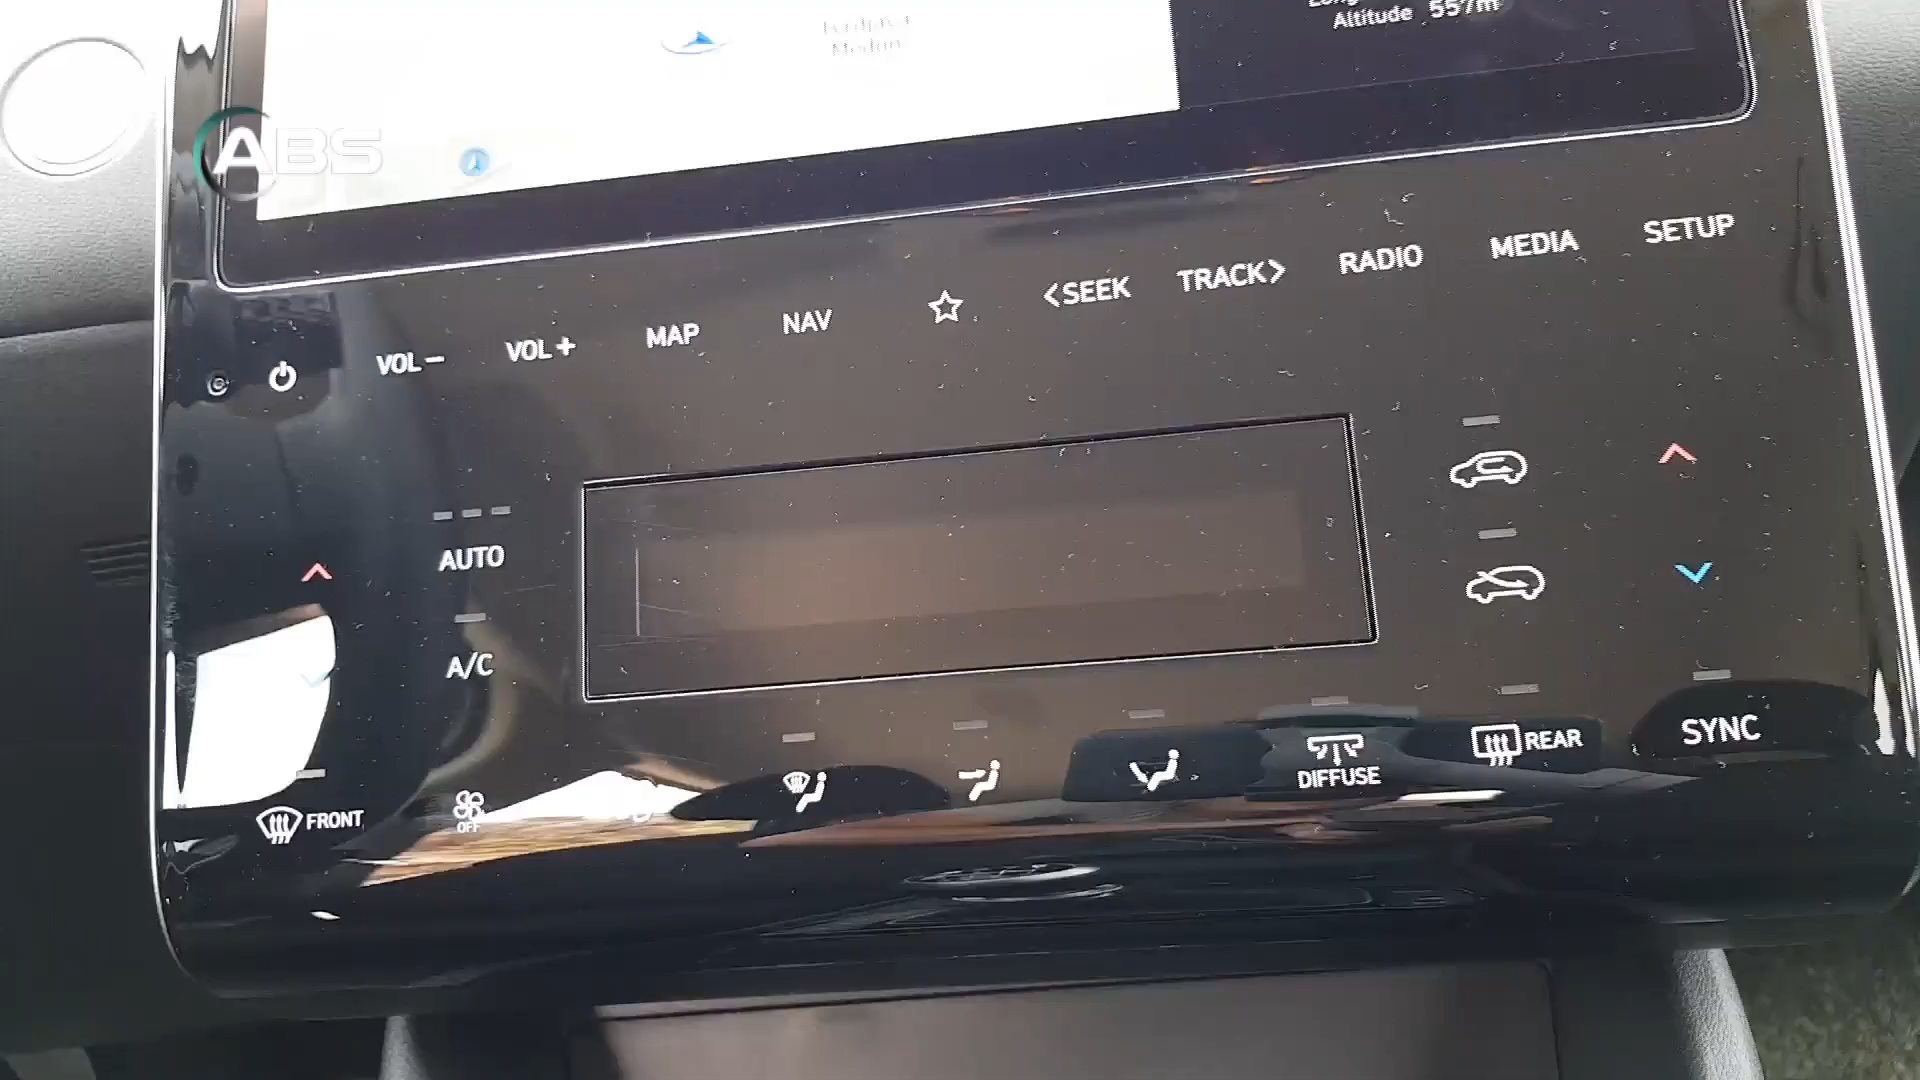 Altitude 557m
ABS
VOL−
VOL+
MAP
NAV
<SEEK
TRACK>
RADIO
MEDIA
SETUP
AUTO
A/C
FRONT
OFF
DIFFUSE
REAR
SYNC